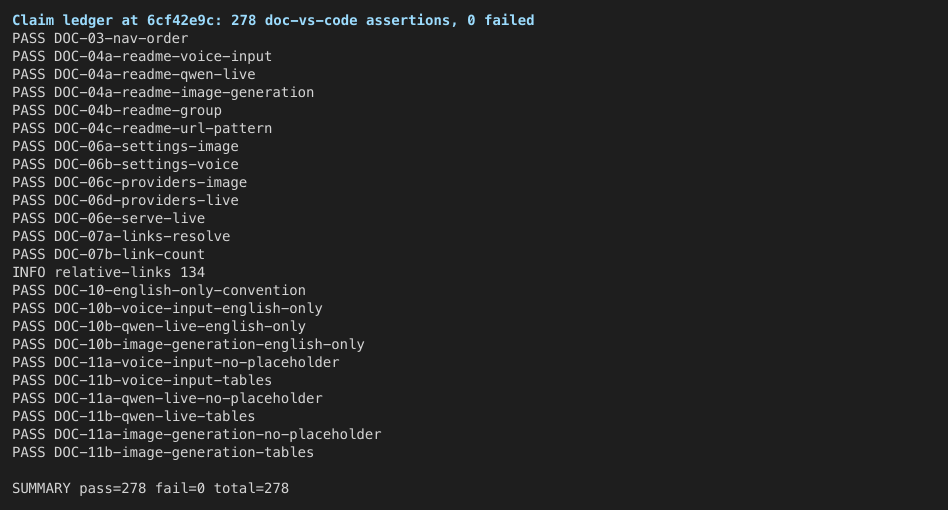 Claim ledger at 6cf42e9c: 278 doc-vs-code assertions, 0 failed
PASS DOC-03-nav-order
PASS DOC-04a-readme-voice-input
PASS DOC-04a-readme-qwen-live
PASS DOC-04a-readme-image-generation
PASS DOC-04b-readme-group
PASS DOC-04c-readme-url-pattern
PASS DOC-06a-settings-image
PASS DOC-06b-settings-voice
PASS DOC-06c-providers-image
PASS DOC-06d-providers-live
PASS DOC-06e-serve-live
PASS DOC-07a-links-resolve
PASS DOC-07b-link-count
INFO relative-links 134
PASS DOC-10-english-only-convention
PASS DOC-10b-voice-input-english-only
PASS DOC-10b-qwen-live-english-only
PASS DOC-10b-image-generation-english-only
PASS DOC-11a-voice-input-no-placeholder
PASS DOC-11b-voice-input-tables
PASS DOC-11a-qwen-live-no-placeholder
PASS DOC-11b-qwen-live-tables
PASS DOC-11a-image-generation-no-placeholder
PASS DOC-11b-image-generation-tables
SUMMARY pass=278 fail=0 total=278